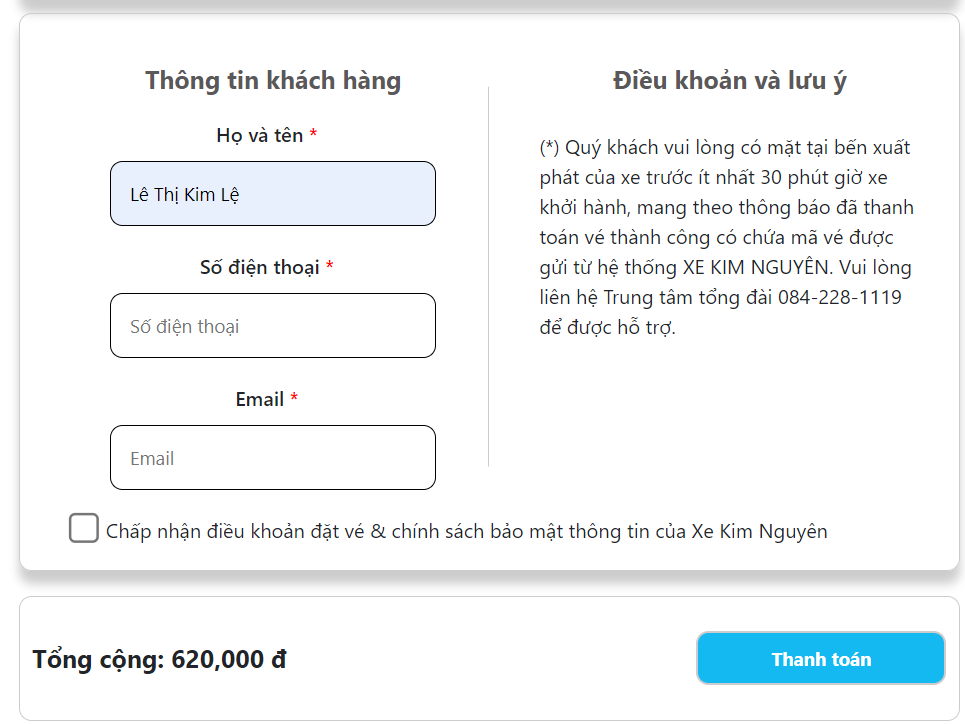 Thông tin khách hàng
Họ và tên *
Lê Thị Kim Lệ
Số điện thoại *
Số điện thoại
Email *
Email
Điều khoản và lưu ý
(*) Quý khách vui lòng có mặt tại bến xuất
phát của xe trước ít nhất 30 phút giờ xe
khởi hành, mang theo thông báo đã thanh
toán vé thành công có chứa mã vé được
gửi từ hệ thống XE KIM NGUYÊN. Vui lòng
liên hệ Trung tâm tổng đài 084-228-1119
để được hỗ trợ.
Chấp nhận điều khoản đặt vé & chính sách bảo mật thông tin của Xe Kim Nguyên
Tổng cộng: 620,000 đ
Thanh toán